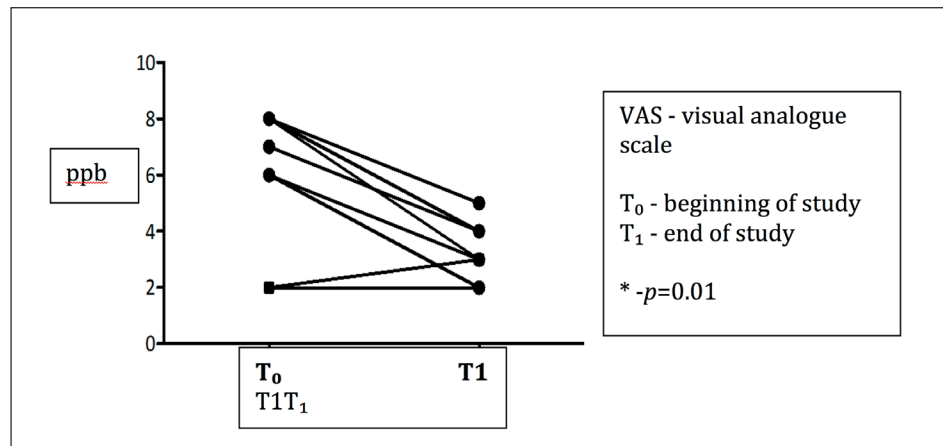 10
8
6
4
2
0
ppb
T₀
T1
T1T₁
VAS - visual analogue
scale
T₀ - beginning of study
T₁ - end of study
* -p=0.01